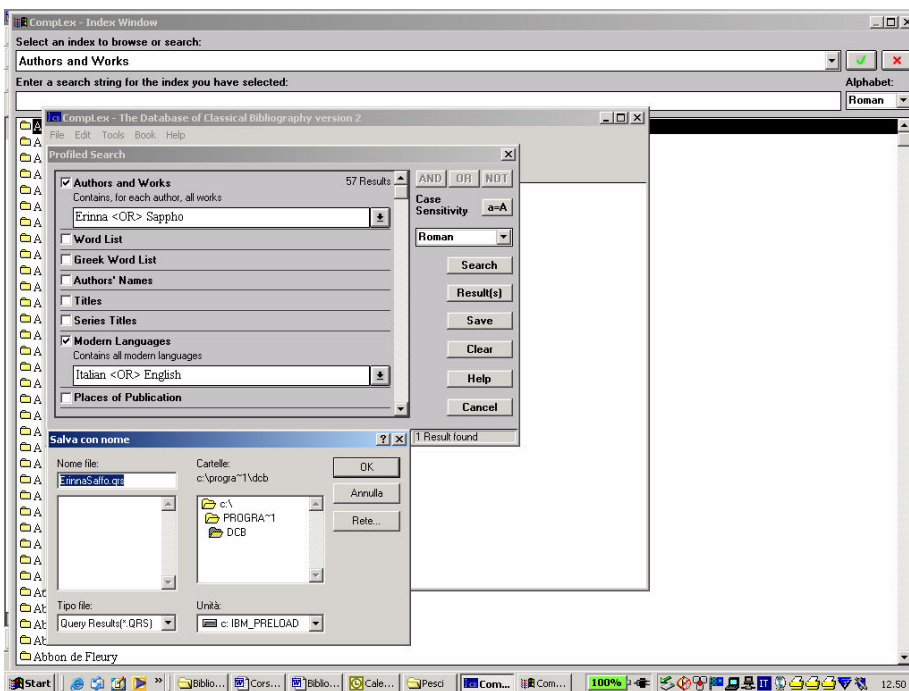 CompLex - Index Window
Select an index to browse or search:
Authors and Works
Enter a search string for the index you have selected:
Alphabet:
Roman
CompLex - The Database of Classical Bibliography version 2
File Edit Tools Book Help
Profiled Search
Authors and Works
57 Results
Contains, for each author, all works
Erinna <OR> Sappho
Word List
Greek Word List
Authors' Names
Titles
Series Titles
Modern Languages
Contains all modern languages
Italian <OR> English
Places of Publication
AND OR NOT
Case
Sensitivity
a=A
Roman
Search
Result(s)
Save
Clear
Help
Cancel
1 Result found
Salva con nome
Nome file:
ErinnaSaffo.qrs
Cartelle:
c:\progra~1\dcb
c:\
PROGRA~1
DCB
OK
Annulla
Rete...
Tipo file:
Query Results(*.QRS)
Unità:
c: IBM_PRELOAD
Abbon de Fleury
Start
Biblio...
Cors...
Biblio...
Cale...
Pesci
Com...
Com...
100%
12.50